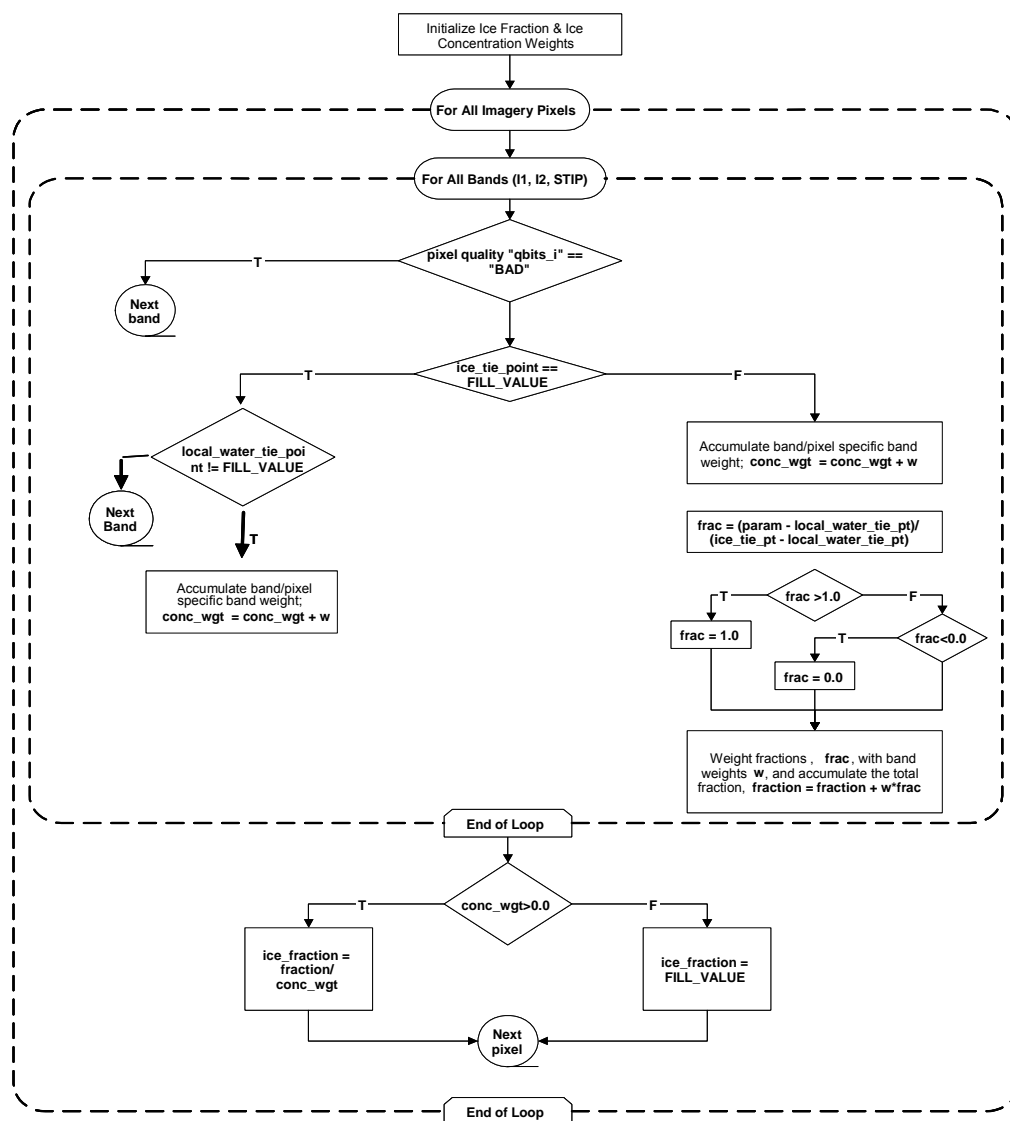 Initialize Ice Fraction & Ice
Concentration Weights
For All Imagery Pixels
For All Bands (I1, I2, STIP)
pixel quality "qbits_i" ==
"BAD"
T
Next
band
ice_tie_point ==
FILL_VALUE
T
F
local_water_tie_poi
nt != FILL_VALUE
Next
Band
T
Accumulate band/pixel
specific band weight;
conc_wgt = conc_wgt + w
Accumulate band/pixel specific band
weight; conc_wgt = conc_wgt + w
frac = (param - local_water_tie_pt)/
(ice_tie_pt - local_water_tie_pt)
frac >1.0
T
F
frac = 1.0
frac<0.0
T
frac = 0.0
Weight fractions , frac, with band
weights w, and accumulate the total
fraction, fraction = fraction + w*frac
End of Loop
conc_wgt>0.0
T
F
ice_fraction =
fraction/
conc_wgt
ice_fraction =
FILL_VALUE
Next
pixel
End of Loop